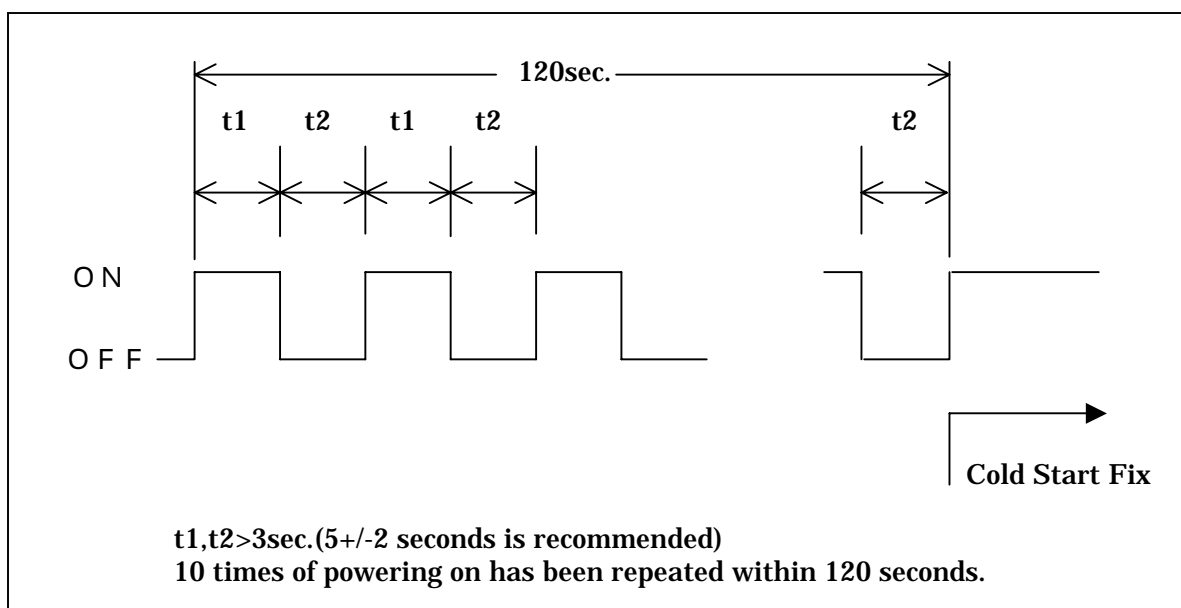 120sec.
t1 t2 t1 t2 t2
ON
OFF
Cold Start Fix
t1,t2>3sec.(5+/-2 seconds is recommended)
10 times of powering on has been repeated within 120 seconds.